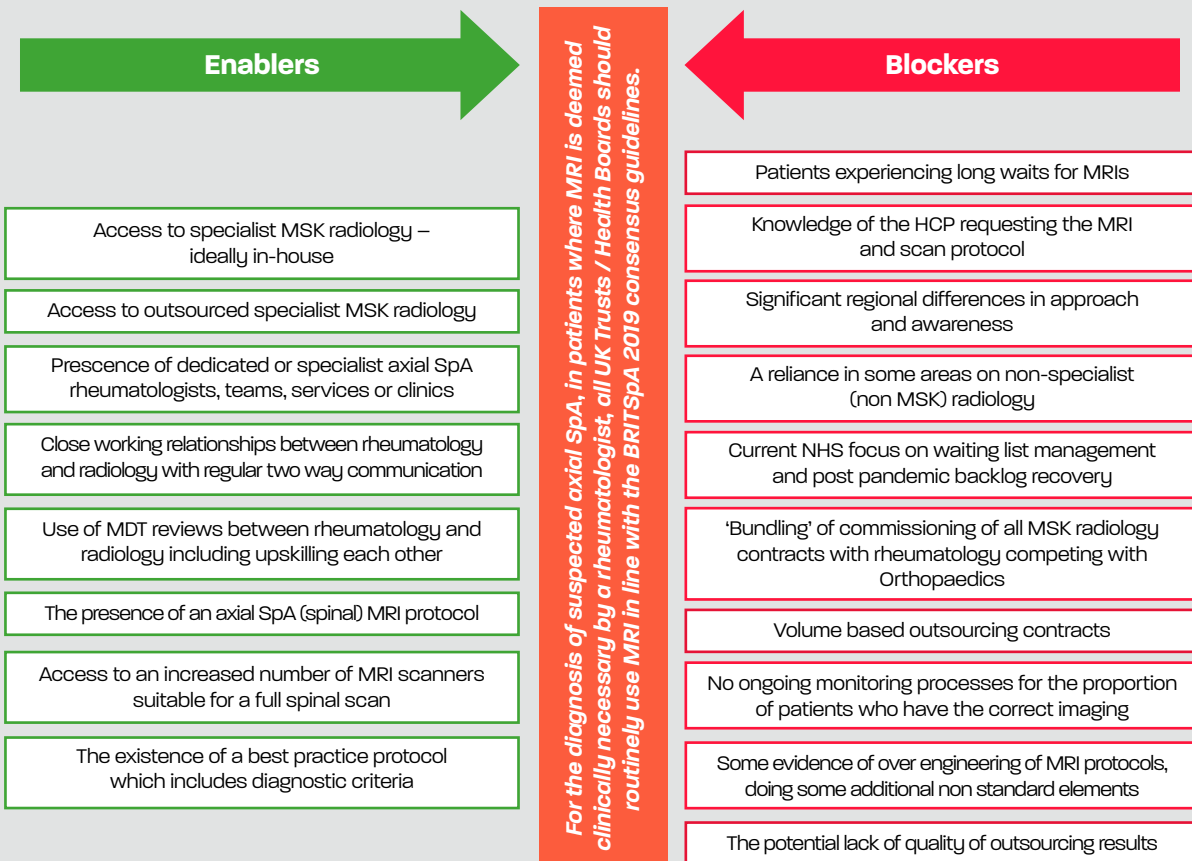 Enablers
Access to specialist MSK radiology –
ideally in-house
Access to outsourced specialist MSK radiology
Prescence of dedicated or specialist axial SpA
rheumatologists, teams, services or clinics
Close working relationships between rheumatology
and radiology with regular two way communication
Use of MDT reviews between rheumatology and
radiology including upskilling each other
The presence of an axial SpA (spinal) MRI protocol
Access to an increased number of MRI scanners
suitable for a full spinal scan
The existence of a best practice protocol
which includes diagnostic criteria
For the diagnosis of suspected axial SpA, in patients where MRI is deemed
clinically necessary by a rheumatologist, all UK Trusts / Health Boards should
routinely use MRI in line with the BRITSpA 2019 consensus guidelines.
Blockers
Patients experiencing long waits for MRIs
Knowledge of the HCP requesting the MRI
and scan protocol
Significant regional differences in approach
and awareness
A reliance in some areas on non-specialist
(non MSK) radiology
Current NHS focus on waiting list management
and post pandemic backlog recovery
‘Bundling’ of commissioning of all MSK radiology
contracts with rheumatology competing with
Orthopaedics
Volume based outsourcing contracts
No ongoing monitoring processes for the proportion
of patients who have the correct imaging
Some evidence of over engineering of MRI protocols,
doing some additional non standard elements
The potential lack of quality of outsourcing results